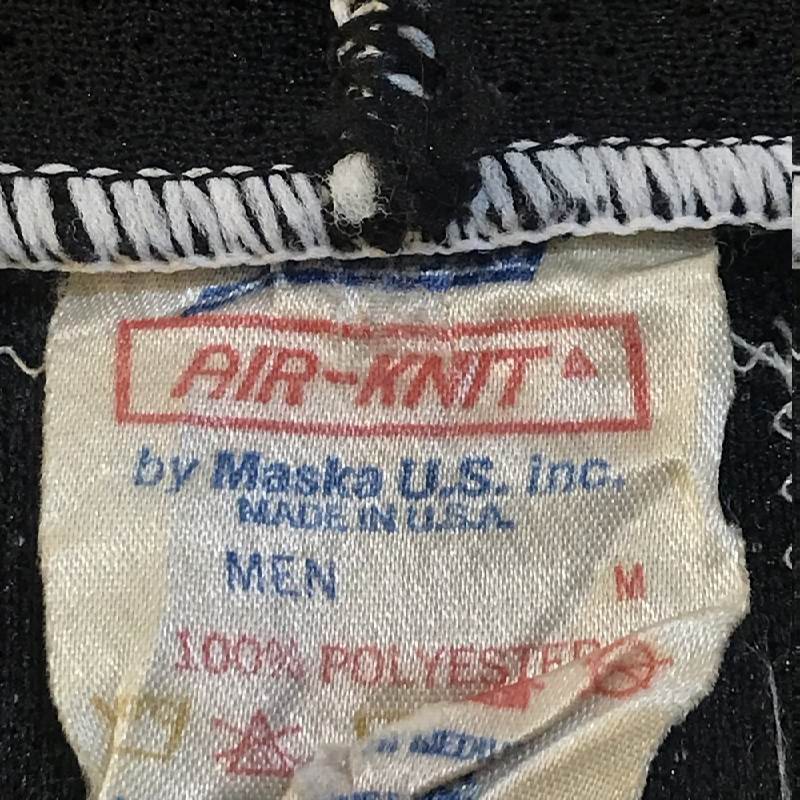 AIR-KNIT
by Maska U.S. inc.
MADE IN U.S.A.
MEN M
100% POLYESTER